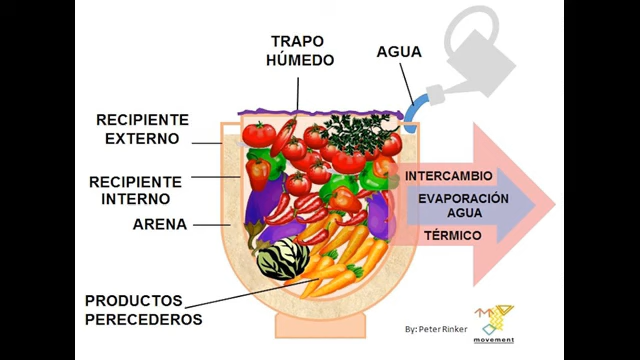 TRAPO
HÚMEDO
AGUA
RECIPIENTE
EXTERNO
RECIPIENTE
INTERNO
ARENA
PRODUCTOS
PERECEDEROS
INTERCAMBIO
EVAPORACIÓN
AGUA
TÉRMICO
By: Peter Rinker
movement